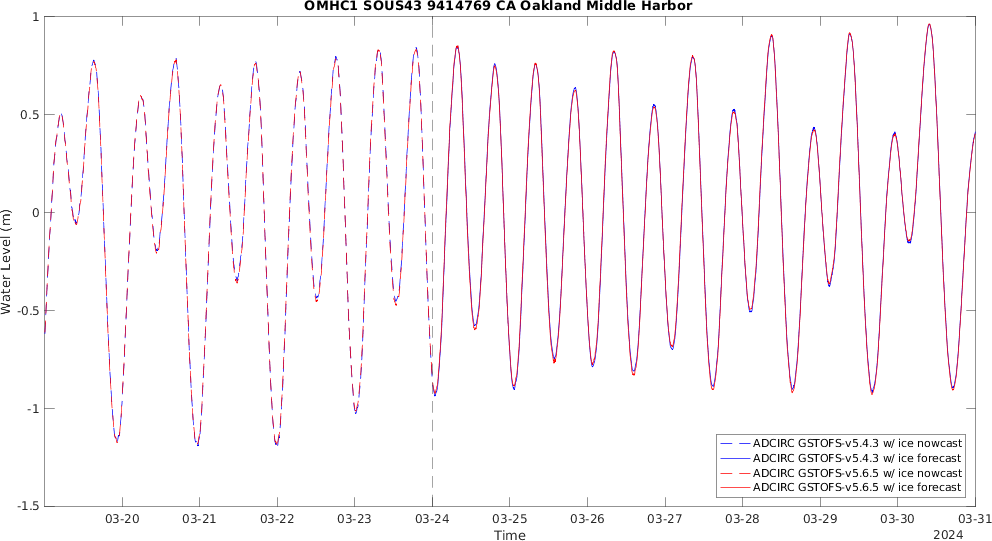 OMHC1 SOUS43 9414769 CA Oakland Middle Harbor
1
0.5
0
-0.5
-1
-1.5
Water Level (m)
ADCIRC GSTOFS-v5.4.3 w/ ice nowcast
ADCIRC GSTOFS-v5.4.3 w/ ice forecast
ADCIRC GSTOFS-v5.6.5 w/ ice nowcast
ADCIRC GSTOFS-v5.6.5 w/ ice forecast
03-20 03-21 03-22 03-23 03-24 03-25 03-26 03-27 03-28 03-29 03-30 03-31
Time
2024